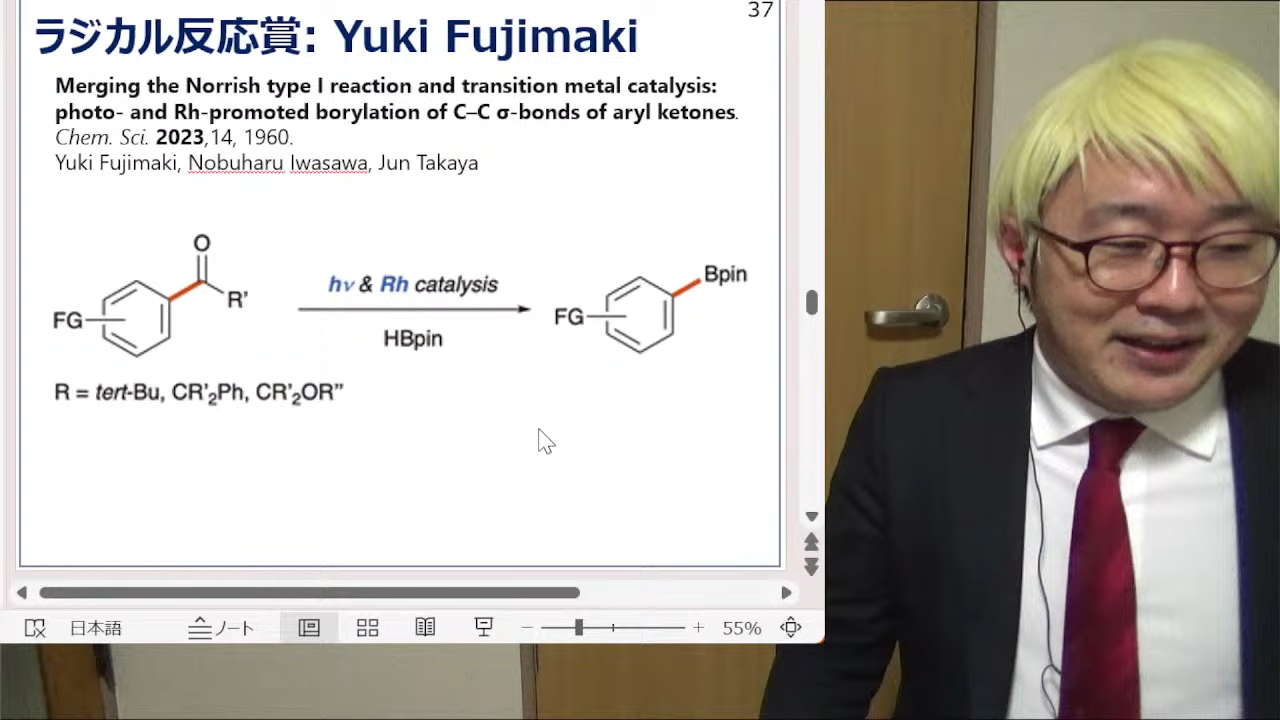 37
ラジカル反応賞: Yuki Fujimaki
Merging the Norrish type I reaction and transition metal catalysis:
photo- and Rh-promoted borylation of C–C σ-bonds of aryl ketones.
Chem. Sci. 2023,14, 1960.
Yuki Fujimaki, Nobuharu Iwasawa, Jun Takaya
O
R'
FG
hν & Rh catalysis
HBpin
Bpin
FG
R = tert-Bu, CR'₂Ph, CR'₂OR”
日本語
ノート
55%